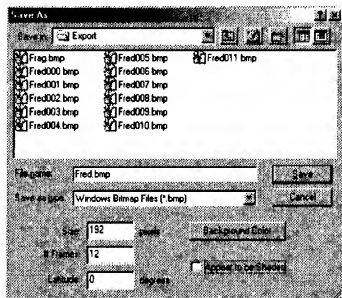 Save As
Save in: Export
Frag.bmp Fred005.bmp Fred011.bmp
Fred000.bmp Fred006.bmp
Fred001.bmp Fred007.bmp
Fred002.bmp Fred008.bmp
Fred003.bmp Fred009.bmp
Fred004.bmp Fred010.bmp
File name: Fred.bmp Save
Save as type: Windows Bitmap Files (*.bmp) Cancel
Size: 192 pixels Background Color
# Frames: 12
Latitude: 0 degrees Appear to be Shaded